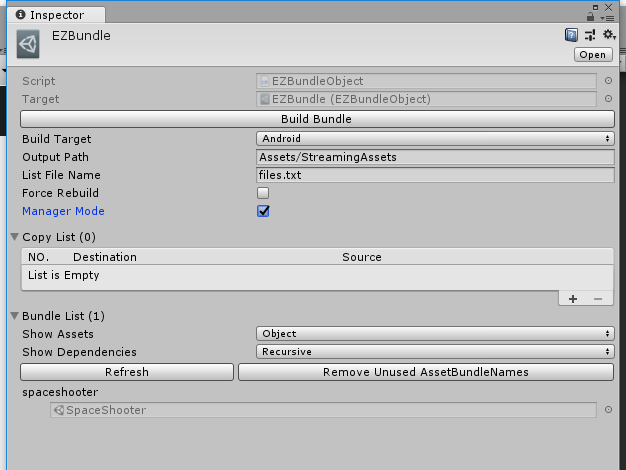 Inspector
EZBundle
Open
Script EZBundleObject
Target EZBundle (EZBundleObject)
Build Bundle
Build Target Android
Output Path Assets/StreamingAssets
List File Name files.txt
Force Rebuild
Manager Mode
Copy List (0)
NO. Destination Source
List is Empty
Bundle List (1)
Show Assets Object
Show Dependencies Recursive
Refresh Remove Unused AssetBundleNames
spaceshooter
SpaceShooter